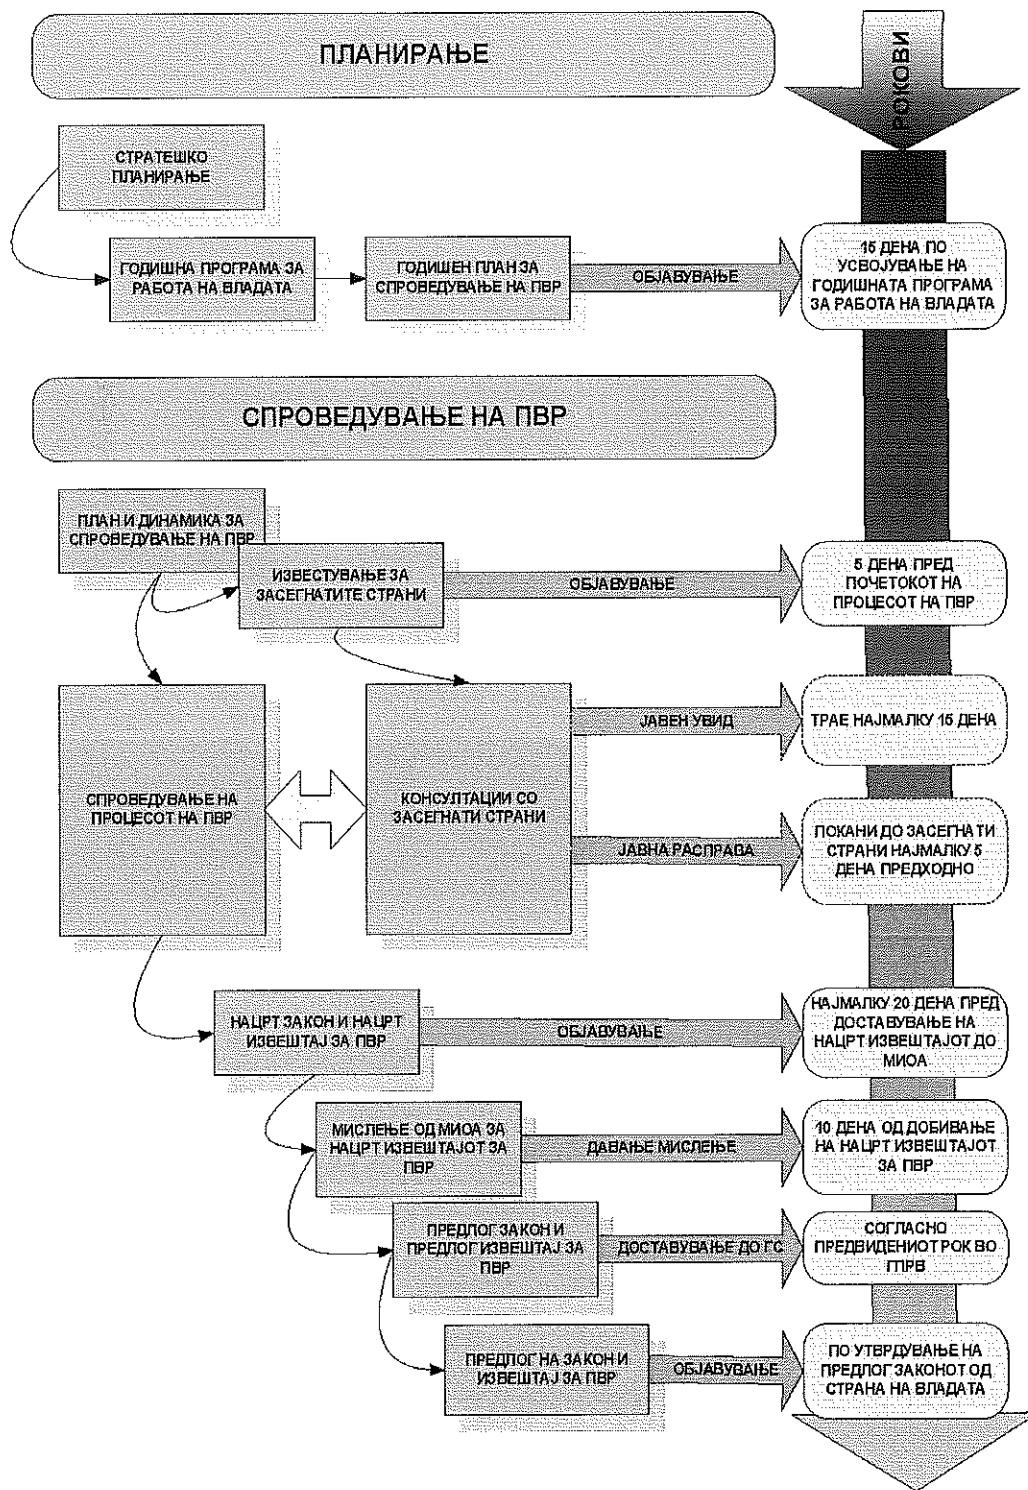 ПЛАНИРАЊЕ
РОКОВИ
СТРАТЕШКО
ПЛАНИРАЊЕ
ГОДИШНА ПРОГРАМА ЗА
РАБОТА НА ВЛАДАТА
ГОДИШЕН ПЛАН ЗА
СПРОВЕДУВАЊЕ НА ПВР
ОБЈАВУВАЊЕ
15 ДЕНА ПО
УСВОЈУВАЊЕ НА
ГОДИШНАТА ПРОГРАМА
ЗА РАБОТА НА ВЛАДАТА
СПРОВЕДУВАЊЕ НА ПВР
ПЛАН И ДИНАМИКА ЗА
СПРОВЕДУВАЊЕ НА ПВР
ИЗВЕСТУВАЊЕ ЗА
ЗАСЕГНАТИТЕ СТРАНИ
ОБЈАВУВАЊЕ
5 ДЕНА ПРЕД
ПОЧЕТОКОТ НА
ПРОЦЕСОТ НА ПВР
СПРОВЕДУВАЊЕ НА
ПРОЦЕСОТ НА ПВР
КОНСУЛТАЦИИ СО
ЗАСЕГНАТИ СТРАНИ
ЈАВЕН УВИД
ТРАЕ НАЈМАЛКУ 15 ДЕНА
ЈАВНА РАСПРАВА
ПОКАНИ ДО ЗАСЕГНАТИ
СТРАНИ НАЈМАЛКУ 5
ДЕНА ПРЕДХОДНО
НАЦРТ ЗАКОН И НАЦРТ
ИЗВЕШТАЈ ЗА ПВР
ОБЈАВУВАЊЕ
НАЈМАЛКУ 20 ДЕНА ПРЕД
ДОСТАВУВАЊЕ НА
НАЦРТ ИЗВЕШТАЈОТ ДО
МИОА
МИСЛЕЊЕ ОД МИОА ЗА
НАЦРТ ИЗВЕШТАЈОТ ЗА
ПВР
ДАВАЊЕ МИСЛЕЊЕ
10 ДЕНА ОД ДОБИВАЊЕ
НА НАЦРТ ИЗВЕШТАЈОТ
ЗА ПВР
ПРЕДЛОГ ЗАКОН И
ПРЕДЛОГ ИЗВЕШТАЈ ЗА
ПВР
ДОСТАВУВАЊЕ ДО ГС
СОГЛАСНО
ПРЕДВИДЕНИОТ РОК ВО
ГПРВ
ПРЕДЛОГ НА ЗАКОН И
ИЗВЕШТАЈ ЗА ПВР
ОБЈАВУВАЊЕ
ПО УТВРДУВАЊЕ НА
ПРЕДЛОГ ЗАКОНОТ ОД
СТРАНА НА ВЛАДАТА